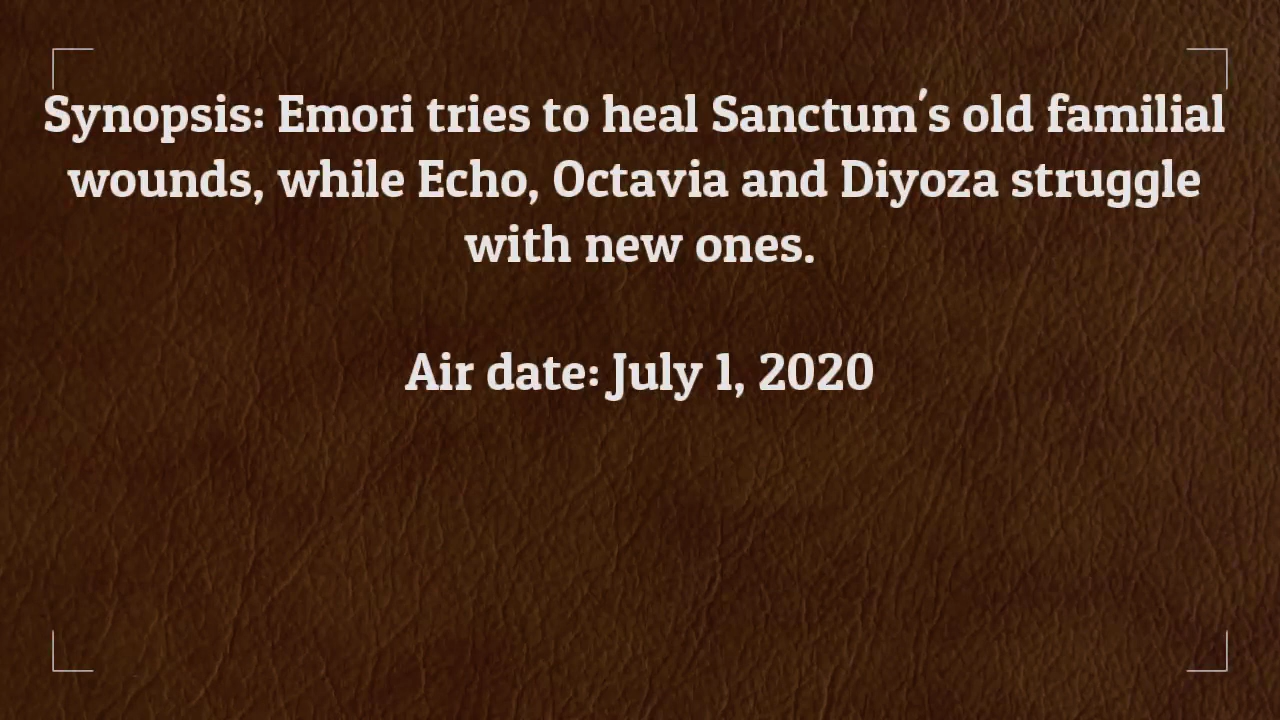 Synopsis: Emori tries to heal Sanctum's old familial
wounds, while Echo, Octavia and Diyoza struggle
with new ones.
Air date: July 1, 2020